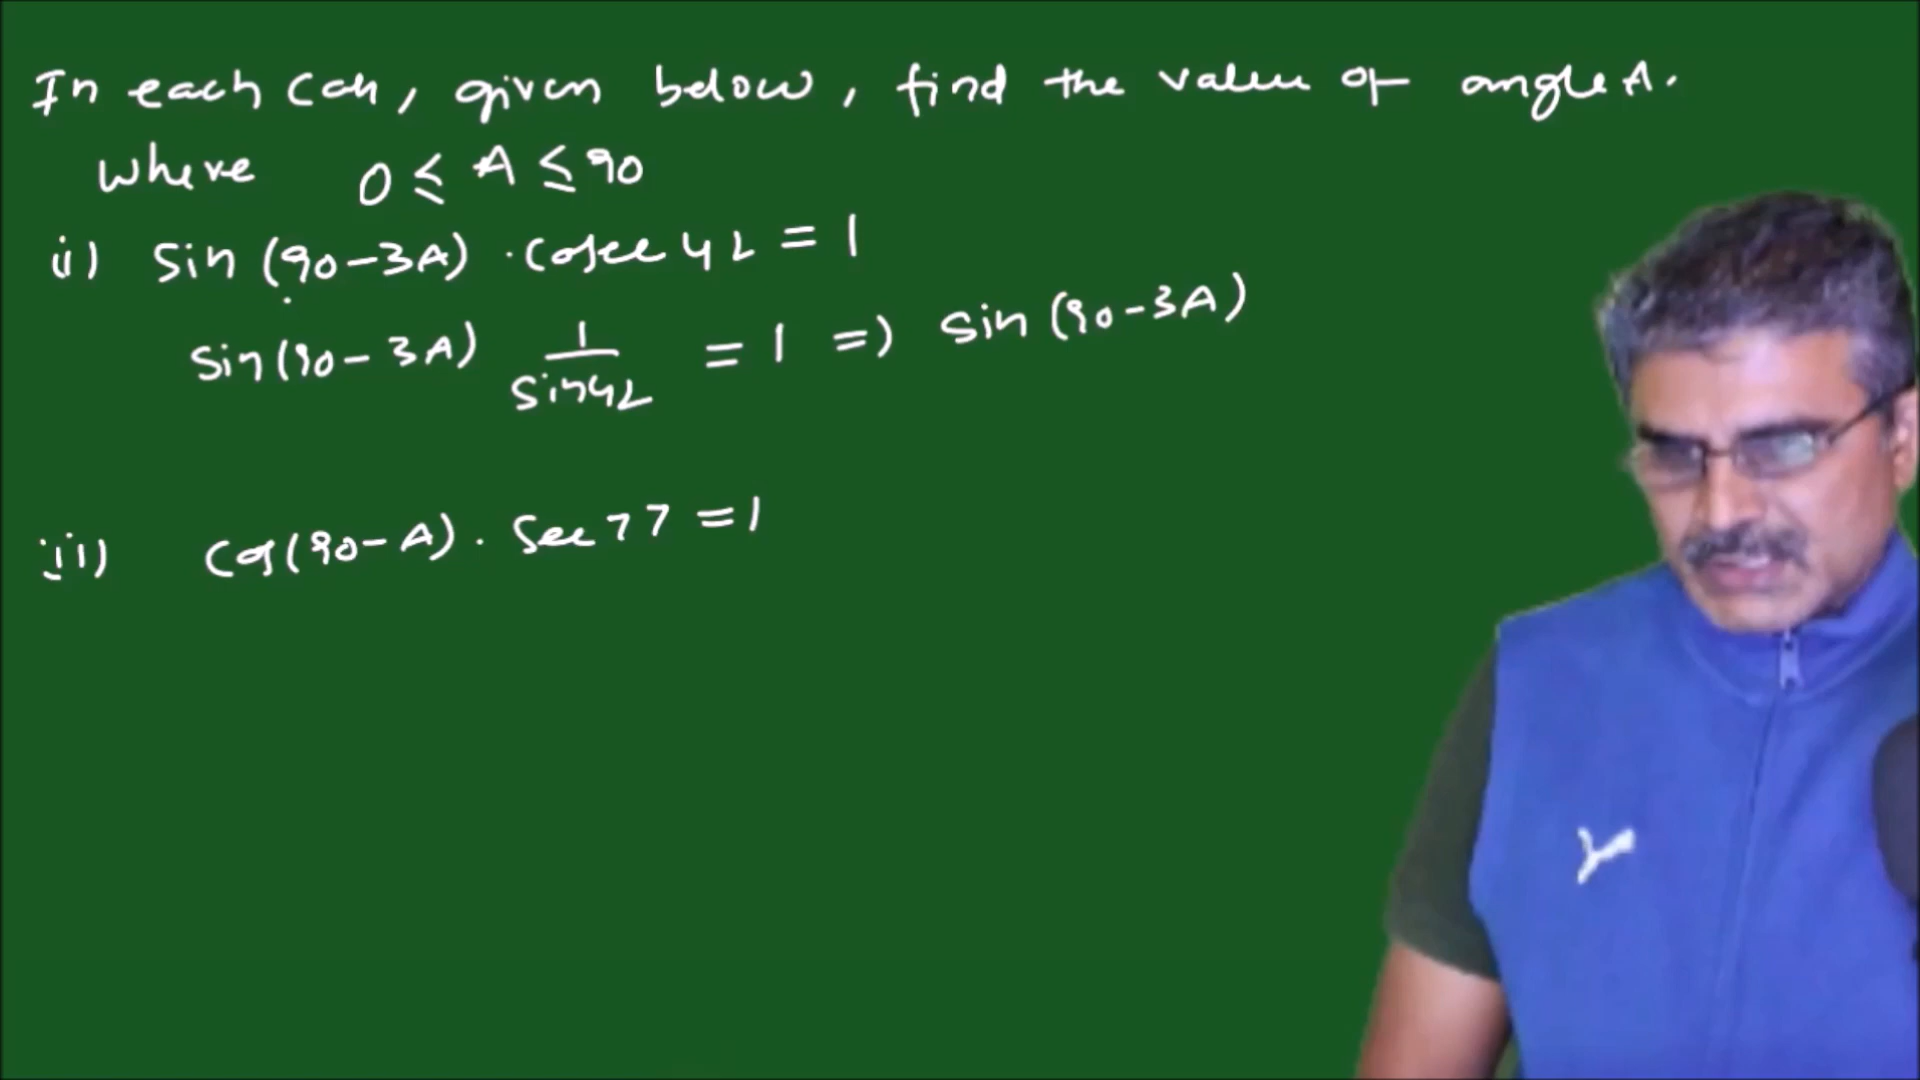 In each case, given below, find the value of angle A.
where 0 ≤ A ≤ 90
i) Sin (90-3A) . Cosec 42 = 1
Sin (90-3A) 1/Sin42 = 1 => Sin (90-3A)
ii) Cos (90-A) . Sec 77 = 1